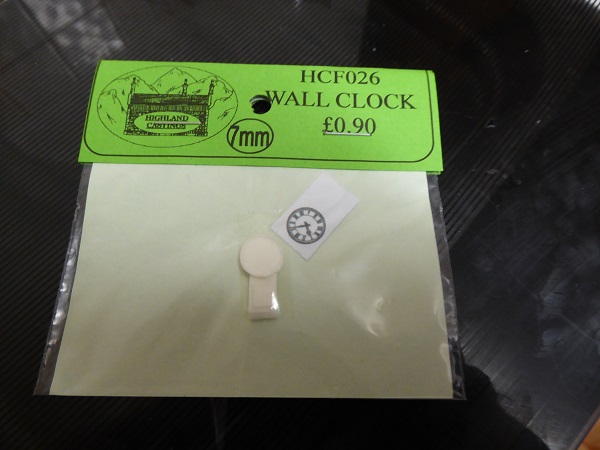 HCF026
WALL CLOCK
£0.90
7mm
HIGHLAND
CASTINGS